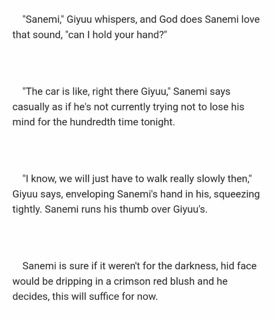 "Sanemi," Giyuu whispers, and God does Sanemi love
that sound, "can I hold your hand?"
"The car is like, right there Giyuu," Sanemi says
casually as if he's not currently trying not to lose his
mind for the hundredth time tonight.
"I know, we will just have to walk really slowly then,"
Giyuu says, enveloping Sanemi's hand in his, squeezing
tightly. Sanemi runs his thumb over Giyuu's.
Sanemi is sure if it weren't for the darkness, hid face
would be dripping in a crimson red blush and he
decides, this will suffice for now.